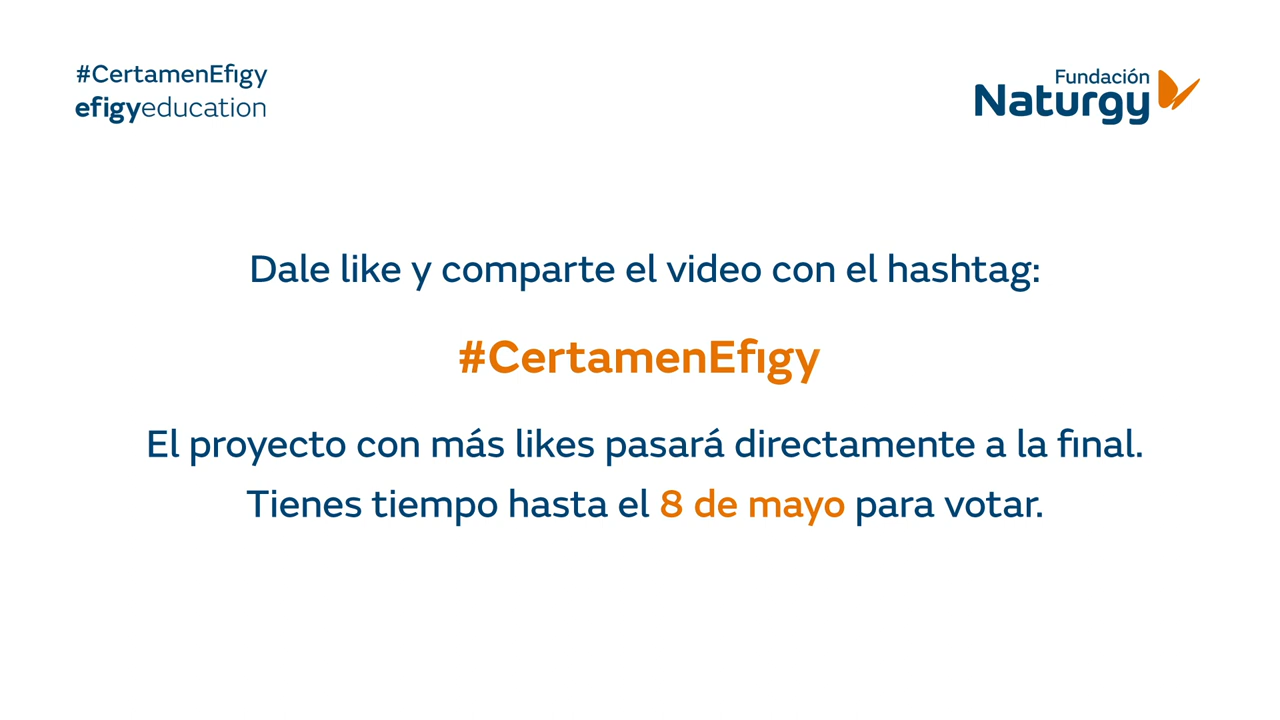 #CertamenEfigy
efigyeducation
Fundación
Naturgy
Dale like y comparte el video con el hashtag:
#CertamenEfigy
El proyecto con más likes pasará directamente a la final.
Tienes tiempo hasta el 8 de mayo para votar.